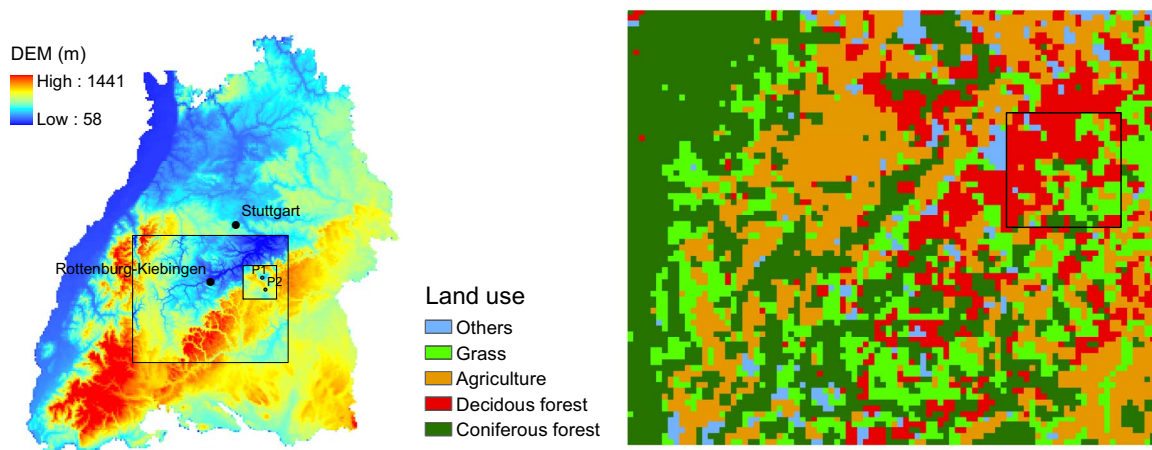 DEM (m)
High : 1441
Low : 58
Stuttgart
Rottenburg-Kiebingen
P1
P2
Land use
Others
Grass
Agriculture
Decidous forest
Coniferous forest